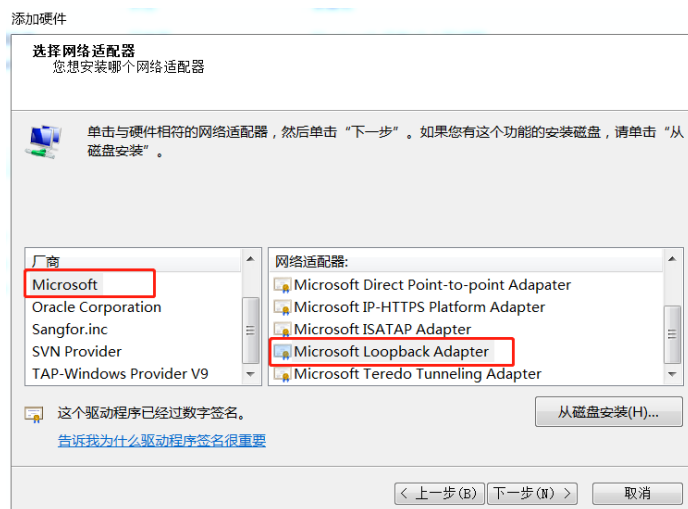 添加硬件
选择网络适配器
您想安装哪个网络适配器
单击与硬件相符的网络适配器，然后单击“下一步”。如果您有这个功能的安装磁盘，请单击“从
磁盘安装”。
厂商
Microsoft
Oracle Corporation
Sangfor.inc
SVN Provider
TAP-Windows Provider V9
网络适配器:
Microsoft Direct Point-to-point Adapater
Microsoft IP-HTTPS Platform Adapter
Microsoft ISATAP Adapter
Microsoft Loopback Adapter
Microsoft Teredo Tunneling Adapter
这个驱动程序已经过数字签名。
从磁盘安装(H)...
告诉我为什么驱动程序签名很重要
< 上一步(B)
下一步(N) >
取消